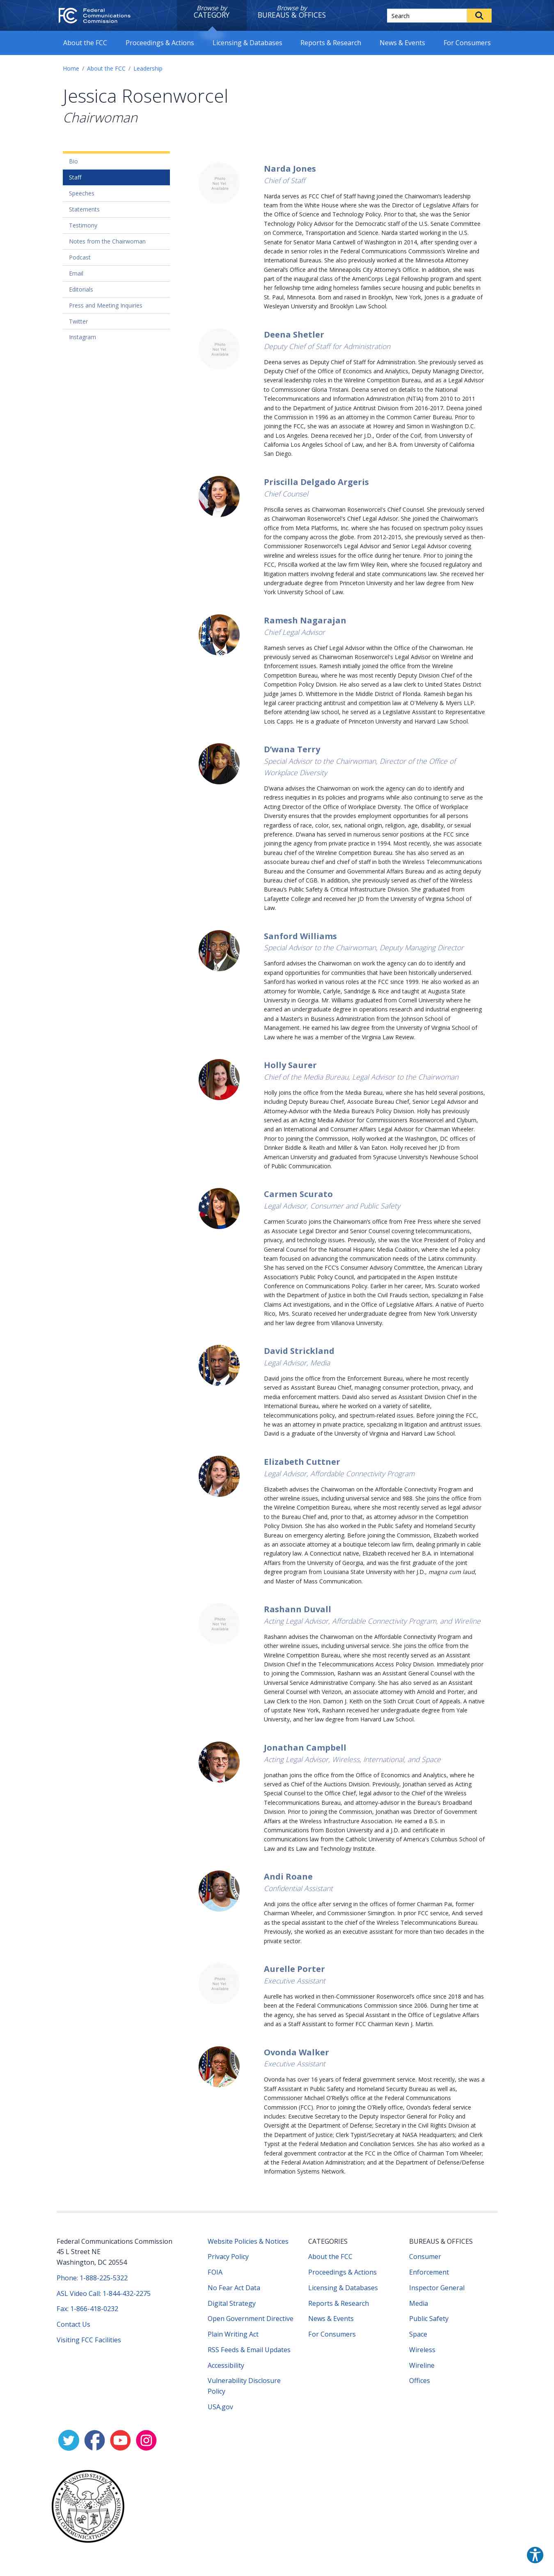 Federal
Communications
Commission
Browse by
CATEGORY
Browse by
BUREAUS & OFFICES
Search
About the FCC
Proceedings & Actions
Licensing & Databases
Reports & Research
News & Events
For Consumers
Home / About the FCC / Leadership
Jessica Rosenworcel
Chairwoman
Bio
Staff
Speeches
Statements
Testimony
Notes from the Chairwoman
Podcast
Email
Editorials
Press and Meeting Inquiries
Twitter
Instagram
Photo
Not Yet
Available
Narda Jones
Chief of Staff
Narda serves as FCC Chief of Staff having joined the Chairwoman's leadership
team from the White House where she was the Director of Legislative Affairs for
the Office of Science and Technology Policy. Prior to that, she was the Senior
Technology Policy Advisor for the Democratic staff of the U.S. Senate Committee
on Commerce, Transportation and Science. Narda started working in the U.S.
Senate for Senator Maria Cantwell of Washington in 2014, after spending over a
decade in senior roles in the Federal Communications Commission's Wireline and
International Bureaus. She also previously worked at the Minnesota Attorney
General's Office and the Minneapolis City Attorney's Office. In addition, she was
part of the inaugural class of the AmeriCorps Legal Fellowship program and spent
her fellowship time aiding homeless families secure housing and public benefits in
St. Paul, Minnesota. Born and raised in Brooklyn, New York, Jones is a graduate of
Wesleyan University and Brooklyn Law School.
Photo
Not Yet
Available
Deena Shetler
Deputy Chief of Staff for Administration
Deena serves as Deputy Chief of Staff for Administration. She previously served as
Deputy Chief of the Office of Economics and Analytics, Deputy Managing Director,
several leadership roles in the Wireline Competition Bureau, and as a Legal Advisor
to Commissioner Gloria Tristani. Deena served on details to the National
Telecommunications and Information Administration (NTIA) from 2010 to 2011
and to the Department of Justice Antitrust Division from 2016-2017. Deena joined
the Commission in 1996 as an attorney in the Common Carrier Bureau. Prior to
joining the FCC, she was an associate at Howrey and Simon in Washington D.C.
and Los Angeles. Deena received her J.D., Order of the Coif, from University of
California Los Angeles School of Law, and her B.A. from University of California
San Diego.
Priscilla Delgado Argeris
Chief Counsel
Priscilla serves as Chairwoman Rosenworcel's Chief Counsel. She previously served
as Chairwoman Rosenworcel's Chief Legal Advisor. She joined the Chairwoman's
office from Meta Platforms, Inc. where she has focused on spectrum policy issues
for the company across the globe. From 2012-2015, she previously served as then-
Commissioner Rosenworcel's Legal Advisor and Senior Legal Advisor covering
wireline and wireless issues for the office during her tenure. Prior to joining the
FCC, Priscilla worked at the law firm Wiley Rein, where she focused regulatory and
litigation matters involving federal and state communications law. She received her
undergraduate degree from Princeton University and her law degree from New
York University School of Law.
Ramesh Nagarajan
Chief Legal Advisor
Ramesh serves as Chief Legal Advisor within the Office of the Chairwoman. He
previously served as Chairwoman Rosenworcel's Legal Advisor on Wireline and
Enforcement issues. Ramesh initially joined the office from the Wireline
Competition Bureau, where he was most recently Deputy Division Chief of the
Competition Policy Division. He also served as a law clerk to United States District
Judge James D. Whittemore in the Middle District of Florida. Ramesh began his
legal career practicing antitrust and competition law at O'Melveny & Myers LLP.
Before attending law school, he served as a Legislative Assistant to Representative
Lois Capps. He is a graduate of Princeton University and Harvard Law School.
D'wana Terry
Special Advisor to the Chairwoman, Director of the Office of
Workplace Diversity
D'wana advises the Chairwoman on work the agency can do to identify and
redress inequities in its policies and programs while also continuing to serve as the
Acting Director of the Office of Workplace Diversity. The Office of Workplace
Diversity ensures that the provides employment opportunities for all persons
regardless of race, color, sex, national origin, religion, age, disability, or sexual
preference. D'wana has served in numerous senior positions at the FCC since
joining the agency from private practice in 1994. Most recently, she was associate
bureau chief of the Wireline Competition Bureau. She has also served as an
associate bureau chief and chief of staff in both the Wireless Telecommunications
Bureau and the Consumer and Governmental Affairs Bureau and as acting deputy
bureau chief of CGB. In addition, she previously served as chief of the Wireless
Bureau's Public Safety & Critical Infrastructure Division. She graduated from
Lafayette College and received her JD from the University of Virginia School of
Law.
Sanford Williams
Special Advisor to the Chairwoman, Deputy Managing Director
Sanford advises the Chairwoman on work the agency can do to identify and
expand opportunities for communities that have been historically underserved.
Sanford has worked in various roles at the FCC since 1999. He also worked as an
attorney for Womble, Carlyle, Sandridge & Rice and taught at Augusta State
University in Georgia. Mr. Williams graduated from Cornell University where he
earned an undergraduate degree in operations research and industrial engineering
and a Master's in Business Administration from the Johnson School of
Management. He earned his law degree from the University of Virginia School of
Law where he was a member of the Virginia Law Review.
Holly Saurer
Chief of the Media Bureau, Legal Advisor to the Chairwoman
Holly joins the office from the Media Bureau, where she has held several positions,
including Deputy Bureau Chief, Associate Bureau Chief, Senior Legal Advisor and
Attorney-Advisor with the Media Bureau's Policy Division. Holly has previously
served as an Acting Media Advisor for Commissioners Rosenworcel and Clyburn,
and an International and Consumer Affairs Legal Advisor for Chairman Wheeler.
Prior to joining the Commission, Holly worked at the Washington, DC offices of
Drinker Biddle & Reath and Miller & Van Eaton. Holly received her JD from
American University and graduated from Syracuse University's Newhouse School
of Public Communication.
Carmen Scurato
Legal Advisor, Consumer and Public Safety
Carmen Scurato joins the Chairwoman's office from Free Press where she served
as Associate Legal Director and Senior Counsel covering telecommunications,
privacy, and technology issues. Previously, she was the Vice President of Policy and
General Counsel for the National Hispanic Media Coalition, where she led a policy
team focused on advancing the communication needs of the Latinx community.
She has served on the FCC's Consumer Advisory Committee, the American Library
Association's Public Policy Council, and participated in the Aspen Institute
Conference on Communications Policy. Earlier in her career, Mrs. Scurato worked
with the Department of Justice in both the Civil Frauds section, specializing in False
Claims Act investigations, and in the Office of Legislative Affairs. A native of Puerto
Rico, Mrs. Scurato received her undergraduate degree from New York University
and her law degree from Villanova University.
David Strickland
Legal Advisor, Media
David joins the office from the Enforcement Bureau, where he most recently
served as Assistant Bureau Chief, managing consumer protection, privacy, and
media enforcement matters. David also served as Assistant Division Chief in the
International Bureau, where he worked on a variety of satellite,
telecommunications policy, and spectrum-related issues. Before joining the FCC,
he was an attorney in private practice, specializing in litigation and antitrust issues.
David is a graduate of the University of Virginia and Harvard Law School.
Elizabeth Cuttner
Legal Advisor, Affordable Connectivity Program
Elizabeth advises the Chairwoman on the Affordable Connectivity Program and
other wireline issues, including universal service and 988. She joins the office from
the Wireline Competition Bureau, where she most recently served as legal advisor
to the Bureau Chief and, prior to that, as attorney advisor in the Competition
Policy Division. She has also worked in the Public Safety and Homeland Security
Bureau on emergency alerting. Before joining the Commission, Elizabeth worked
as an associate attorney at a boutique telecom law firm, dealing primarily in cable
regulatory law. A Connecticut native, Elizabeth received her B.A. in International
Affairs from the University of Georgia, and was the first graduate of the joint
degree program from Louisiana State University with her J.D., magna cum laud,
and Master of Mass Communication.
Photo
Not Yet
Available
Rashann Duvall
Acting Legal Advisor, Affordable Connectivity Program, and Wireline
Rashann advises the Chairwoman on the Affordable Connectivity Program and
other wireline issues, including universal service. She joins the office from the
Wireline Competition Bureau, where she most recently served as an Assistant
Division Chief in the Telecommunications Access Policy Division. Immediately prior
to joining the Commission, Rashann was an Assistant General Counsel with the
Universal Service Administrative Company. She has also served as an Assistant
General Counsel with Verizon, an associate attorney with Arnold and Porter, and
Law Clerk to the Hon. Damon J. Keith on the Sixth Circuit Court of Appeals. A native
of upstate New York, Rashann received her undergraduate degree from Yale
University, and her law degree from Harvard Law School.
Jonathan Campbell
Acting Legal Advisor, Wireless, International, and Space
Jonathan joins the office from the Office of Economics and Analytics, where he
served as Chief of the Auctions Division. Previously, Jonathan served as Acting
Special Counsel to the Office Chief, legal advisor to the Chief of the Wireless
Telecommunications Bureau, and attorney-advisor in the Bureau's Broadband
Division. Prior to joining the Commission, Jonathan was Director of Government
Affairs at the Wireless Infrastructure Association. He earned a B.S. in
Communications from Boston University and a J.D. and certificate in
communications law from the Catholic University of America's Columbus School of
Law and its Law and Technology Institute.
Andi Roane
Confidential Assistant
Andi joins the office after serving in the offices of former Chairman Pai, former
Chairman Wheeler, and Commissioner Simington. In prior FCC service, Andi served
as the special assistant to the chief of the Wireless Telecommunications Bureau.
Previously, she worked as an executive assistant for more than two decades in the
private sector.
Photo
Not Yet
Available
Aurelle Porter
Executive Assistant
Aurelle has worked in then-Commissioner Rosenworcel's office since 2018 and has
been at the Federal Communications Commission since 2006. During her time at
the agency, she has served as Special Assistant in the Office of Legislative Affairs
and as a Staff Assistant to former FCC Chairman Kevin J. Martin.
Ovonda Walker
Executive Assistant
Ovonda has over 16 years of federal government service. Most recently, she was a
Staff Assistant in Public Safety and Homeland Security Bureau as well as,
Commissioner Michael O'Rielly's office at the Federal Communications
Commission (FCC). Prior to joining the O'Rielly office, Ovonda's federal service
includes: Executive Secretary to the Deputy Inspector General for Policy and
Oversight at the Department of Defense; Secretary in the Civil Rights Division at
the Department of Justice; Clerk Typist/Secretary at NASA Headquarters; and Clerk
Typist at the Federal Mediation and Conciliation Services. She has also worked as a
federal government contractor at the FCC in the Office of Chairman Tom Wheeler;
at the Federal Aviation Administration; and at the Department of Defense/Defense
Information Systems Network.
Federal Communications Commission
45 L Street NE
Washington, DC 20554
Phone: 1-888-225-5322
ASL Video Call: 1-844-432-2275
Fax: 1-866-418-0232
Contact Us
Visiting FCC Facilities
Website Policies & Notices
Privacy Policy
FOIA
No Fear Act Data
Digital Strategy
Open Government Directive
Plain Writing Act
RSS Feeds & Email Updates
Accessibility
Vulnerability Disclosure
Policy
USA.gov
CATEGORIES
About the FCC
Proceedings & Actions
Licensing & Databases
Reports & Research
News & Events
For Consumers
BUREAUS & OFFICES
Consumer
Enforcement
Inspector General
Media
Public Safety
Space
Wireless
Wireline
Offices
FEDERAL COMMUNICATIONS COMMISSION